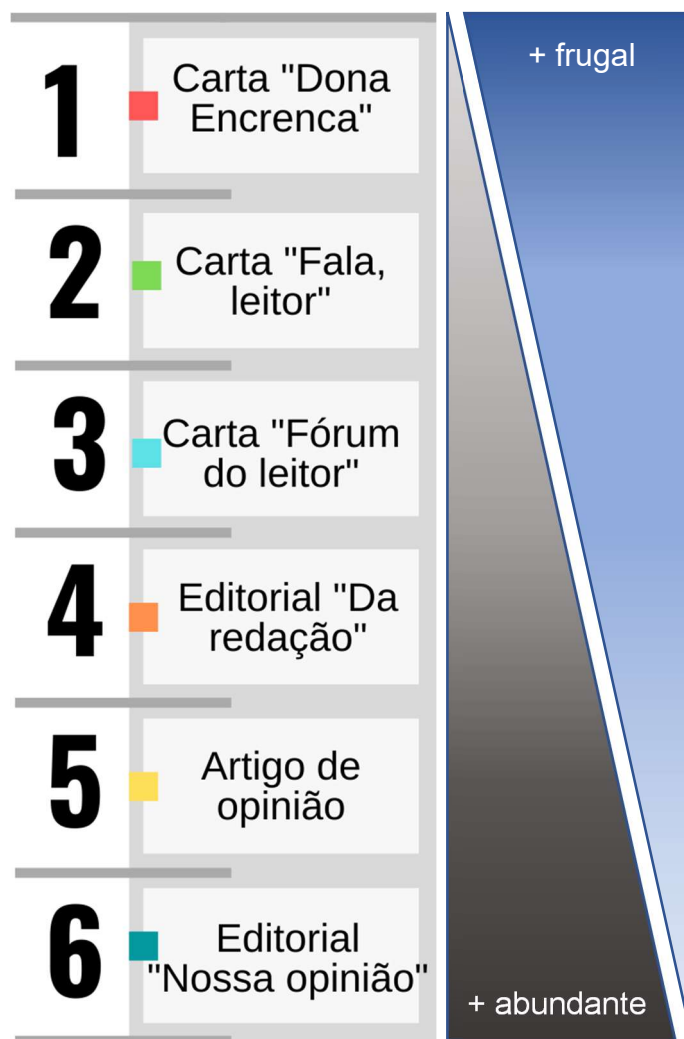 + frugal
1
Carta "Dona
Encrenca"
2
Carta "Fala,
leitor"
3
Carta "Fórum
do leitor"
4
Editorial "Da
redação"
5
Artigo de
opinião
6
Editorial
"Nossa opinião"
+ abundante